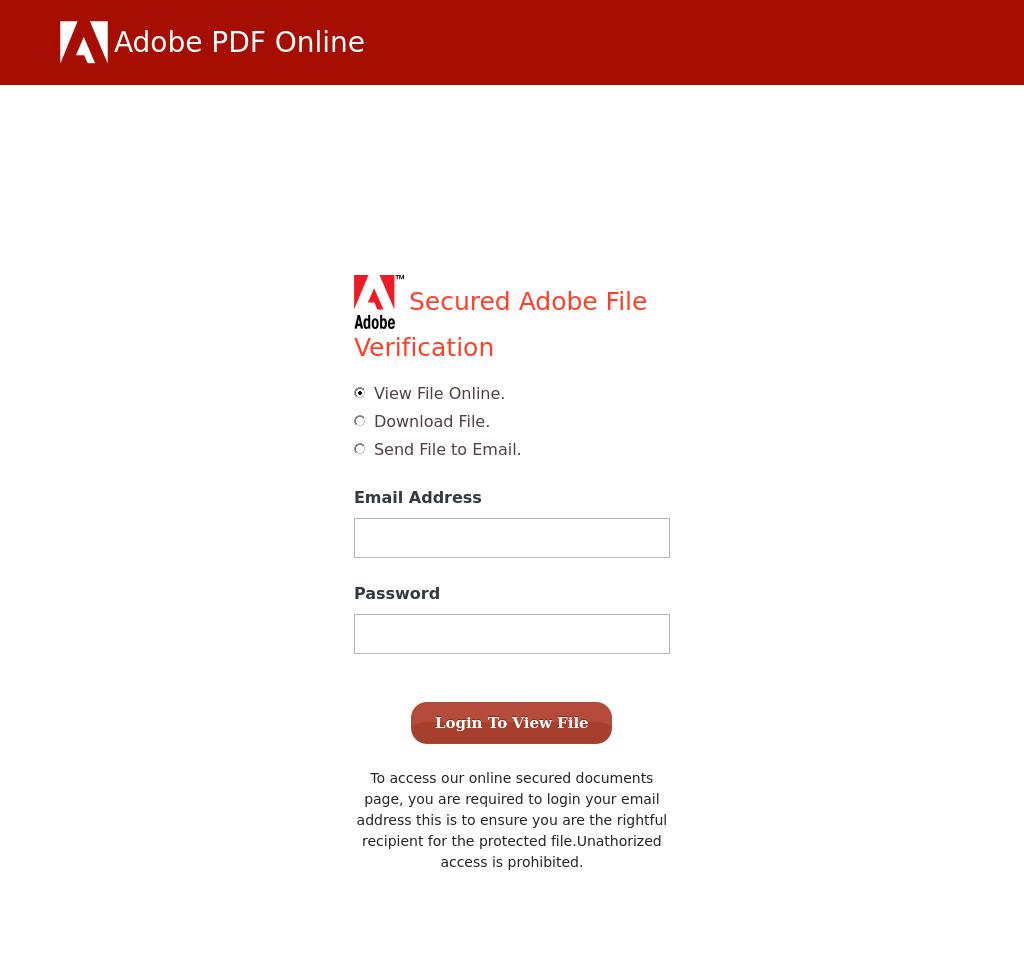 Adobe PDF Online
™
Secured Adobe File
Adobe
Verification
View File Online.
Download File.
Send File to Email.
Email Address
Password
Login To View File
To access our online secured documents
page, you are required to login your email
address this is to ensure you are the rightful
recipient for the protected file.Unathorized
access is prohibited.